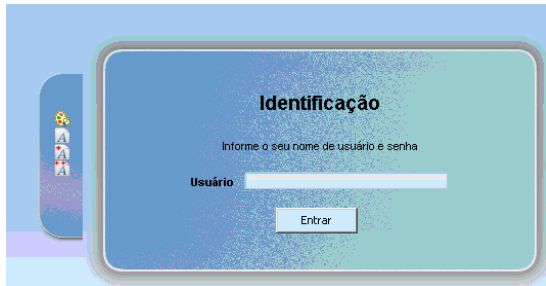 Identificação
Informe o seu nome de usuário e senha
Usuário
Entrar
A
A
A